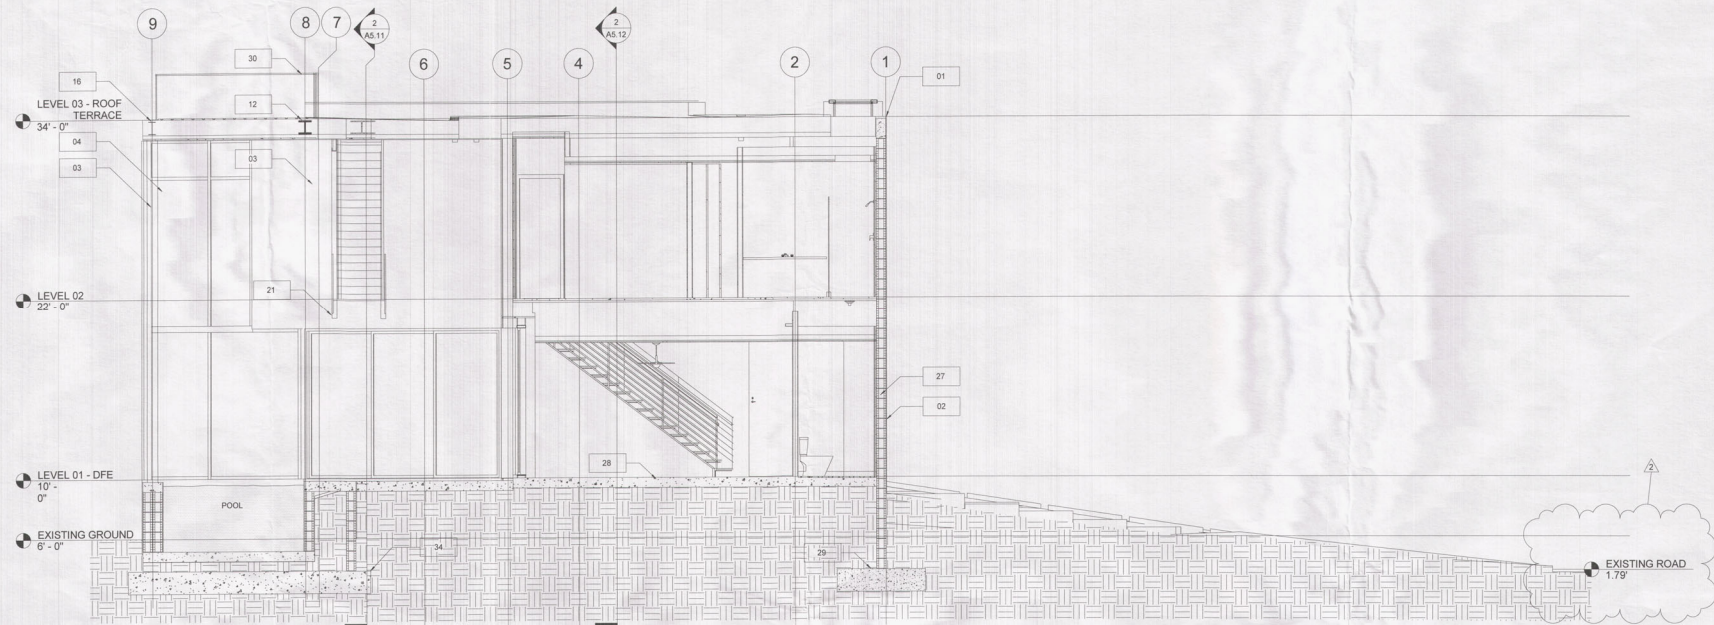 9
8
7
2
A5.11
2
A5.12
6
5
4
2
1
30
16
01
LEVEL 03 - ROOF
TERRACE
34' - 0"
12
04
03
03
21
LEVEL 02
22' - 0"
27
02
28
LEVEL 01 - DFE
10' -
0"
POOL
2
EXISTING GROUND
6' - 0"
34
29
EXISTING ROAD
1.79'